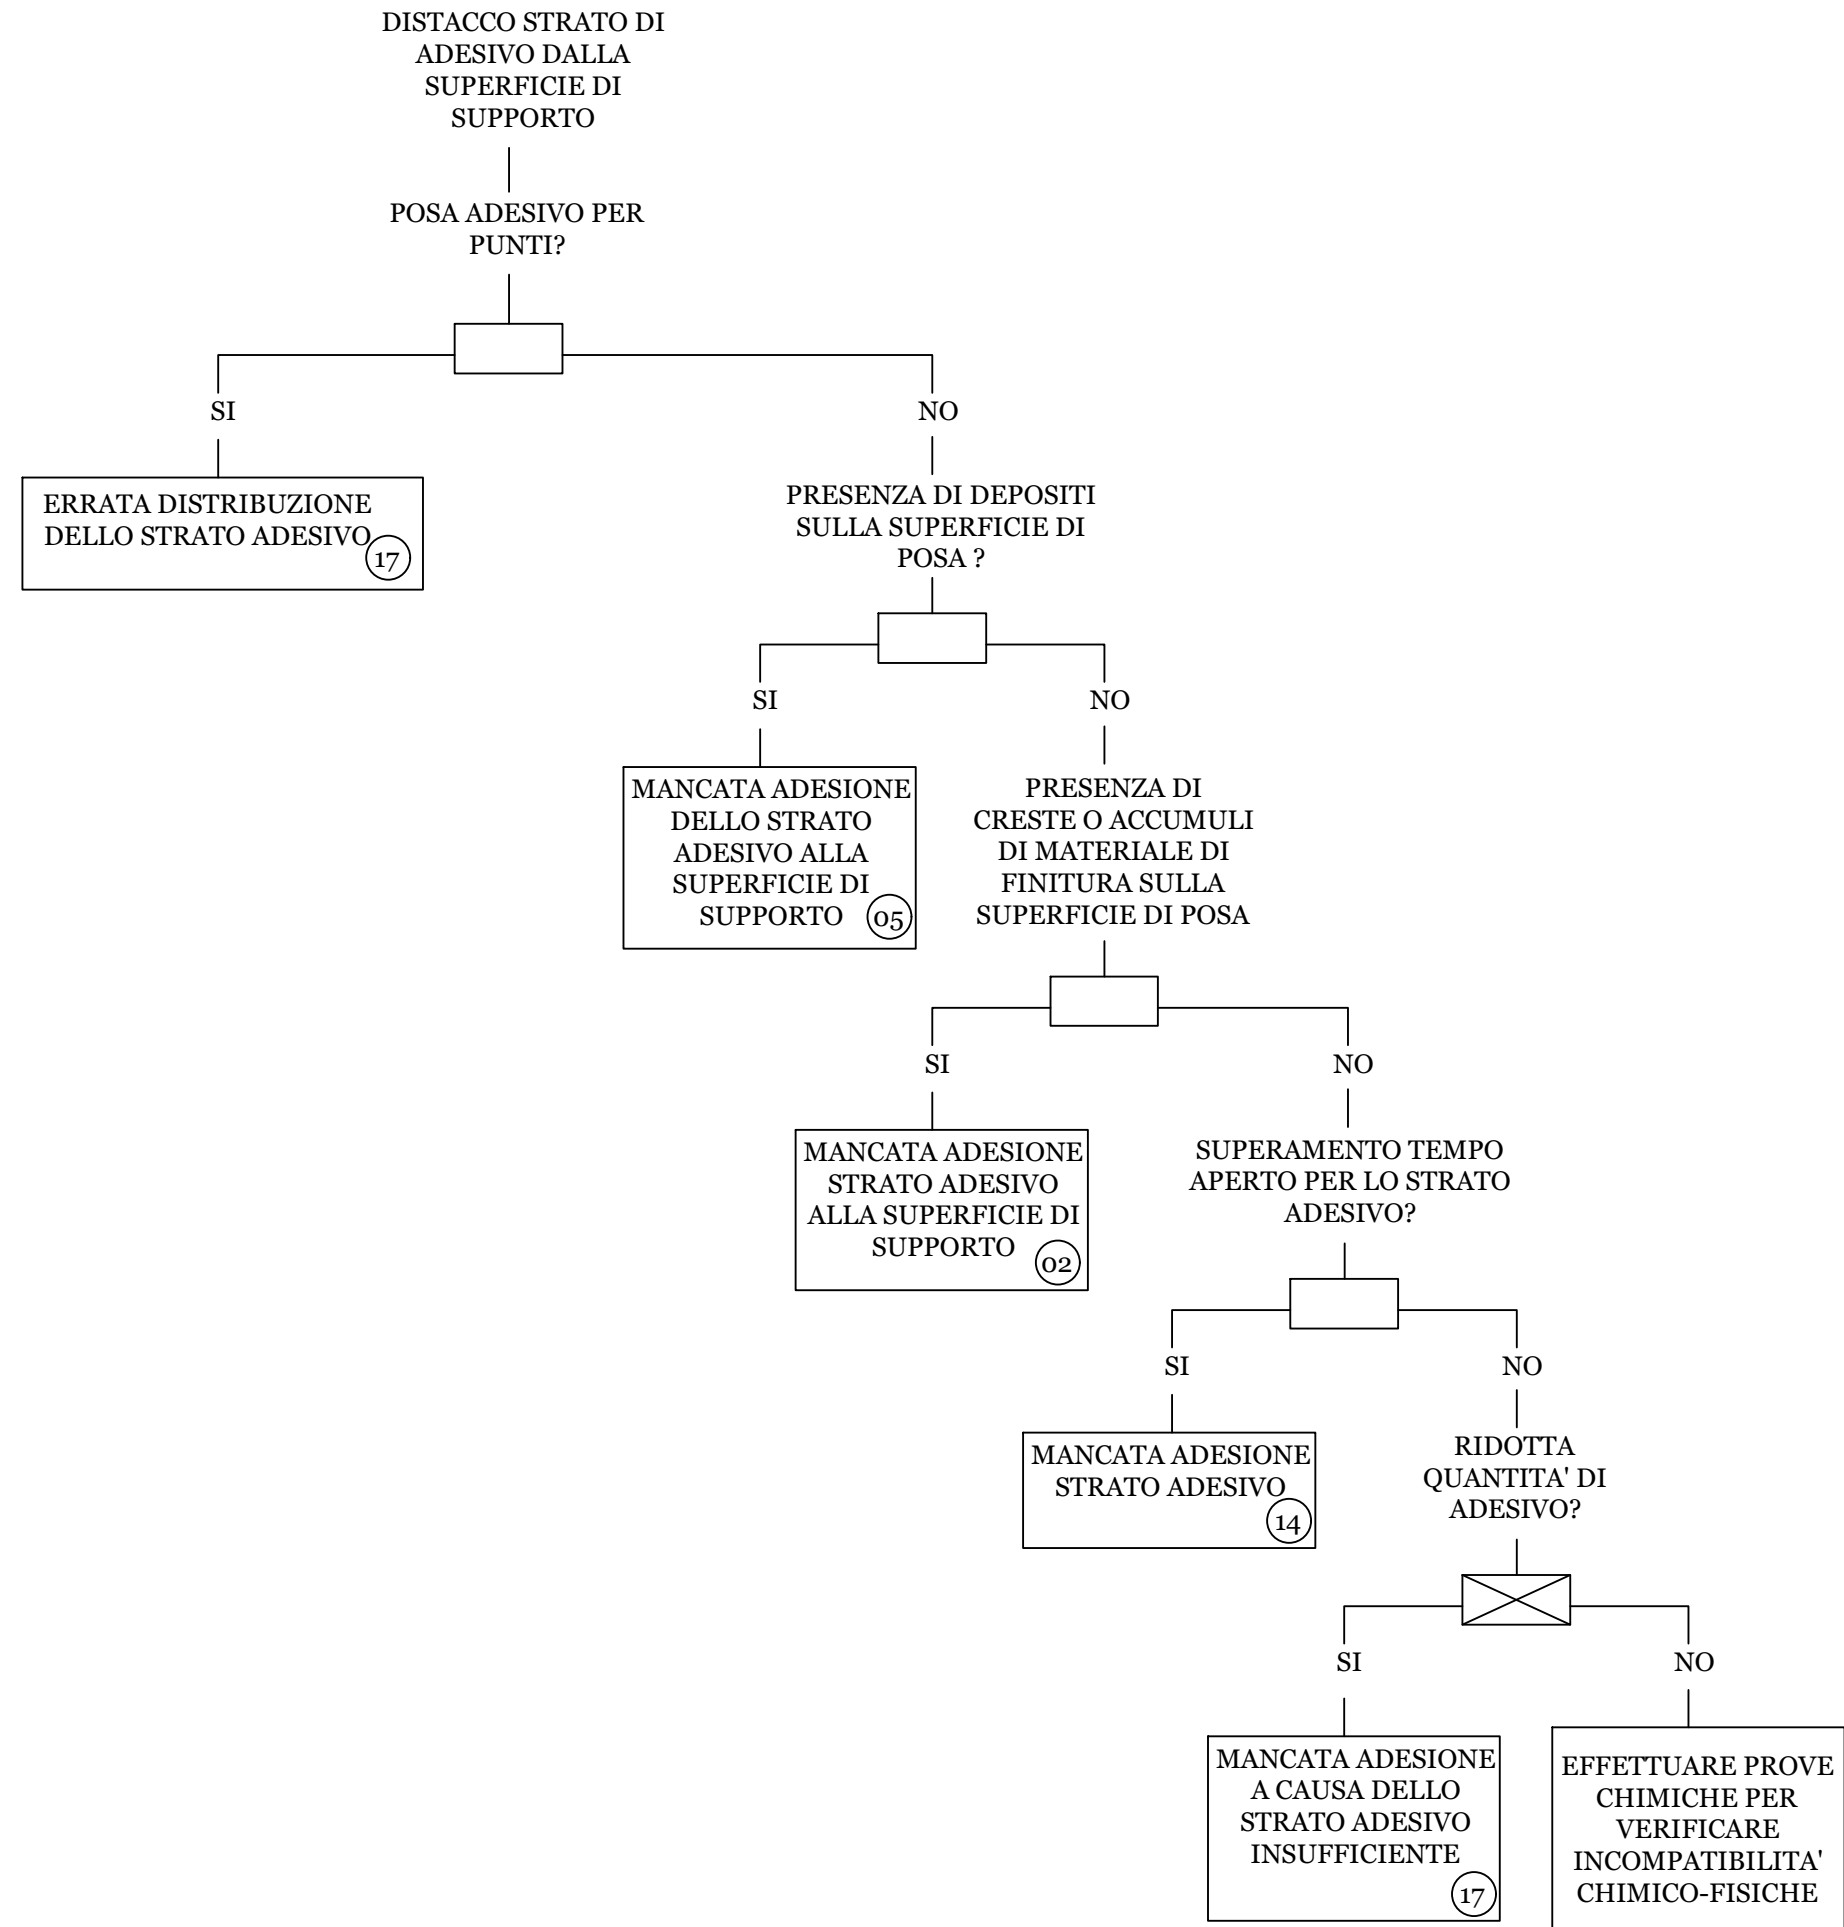 DISTACCO STRATO DI
ADESIVO DALLA
SUPERFICIE DI
SUPPORTO
POSA ADESIVO PER
PUNTI?
SI
NO
ERRATA DISTRIBUZIONE
DELLO STRATO ADESIVO
17
PRESENZA DI DEPOSITI
SULLA SUPERFICIE DI
POSA ?
SI
NO
MANCATA ADESIONE
DELLO STRATO
ADESIVO ALLA
SUPERFICIE DI
SUPPORTO
05
PRESENZA DI
CRESTE O ACCUMULI
DI MATERIALE DI
FINITURA SULLA
SUPERFICIE DI POSA
SI
NO
MANCATA ADESIONE
STRATO ADESIVO
ALLA SUPERFICIE DI
SUPPORTO
02
SUPERAMENTO TEMPO
APERTO PER LO STRATO
ADESIVO?
SI
NO
MANCATA ADESIONE
STRATO ADESIVO
14
RIDOTTA
QUANTITA' DI
ADESIVO?
SI
NO
MANCATA ADESIONE
A CAUSA DELLO
STRATO ADESIVO
INSUFFICIENTE
17
EFFETTUARE PROVE
CHIMICHE PER
VERIFICARE
INCOMPATIBILITA'
CHIMICO-FISICHE